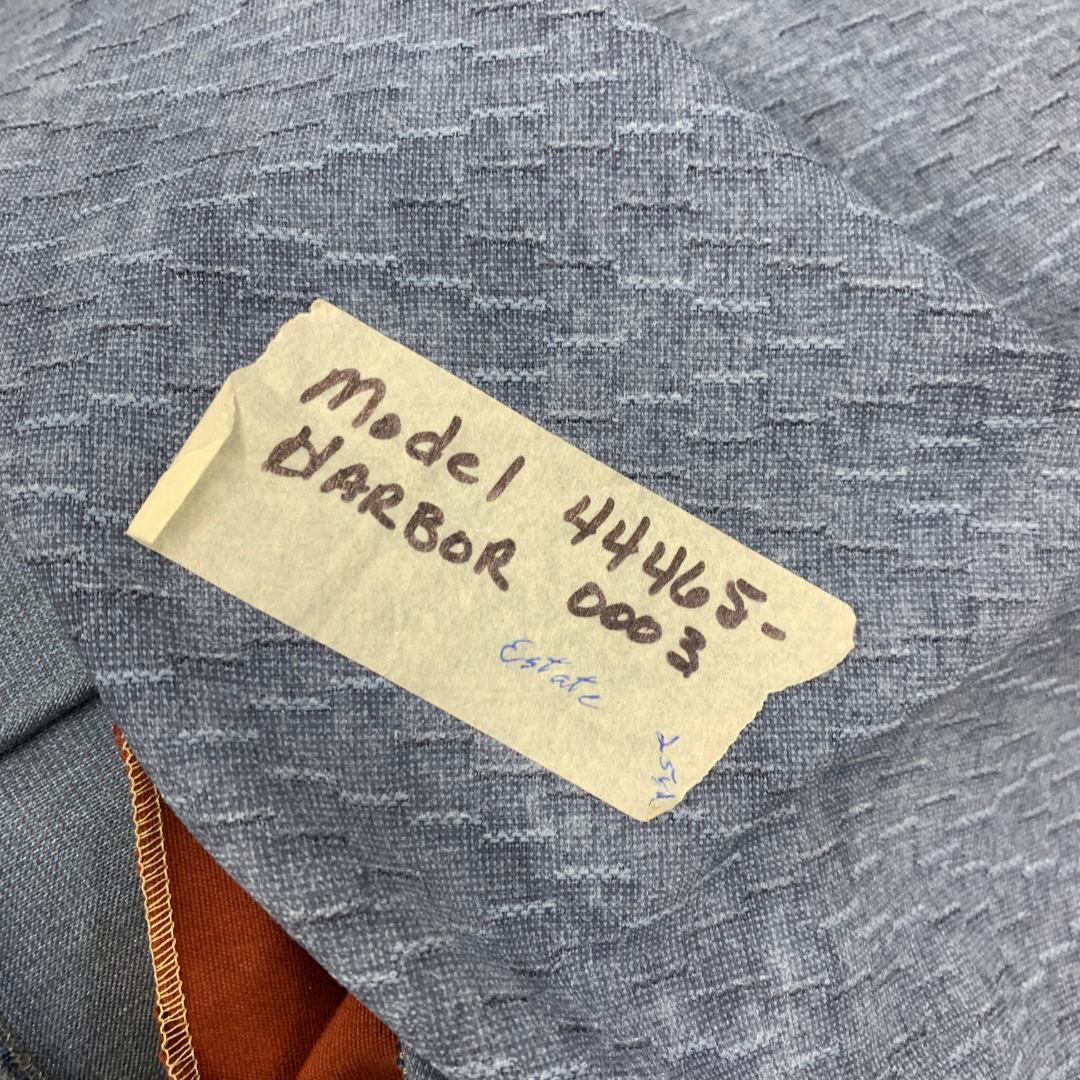 Model 44465-
HARBOR 0003
Estate